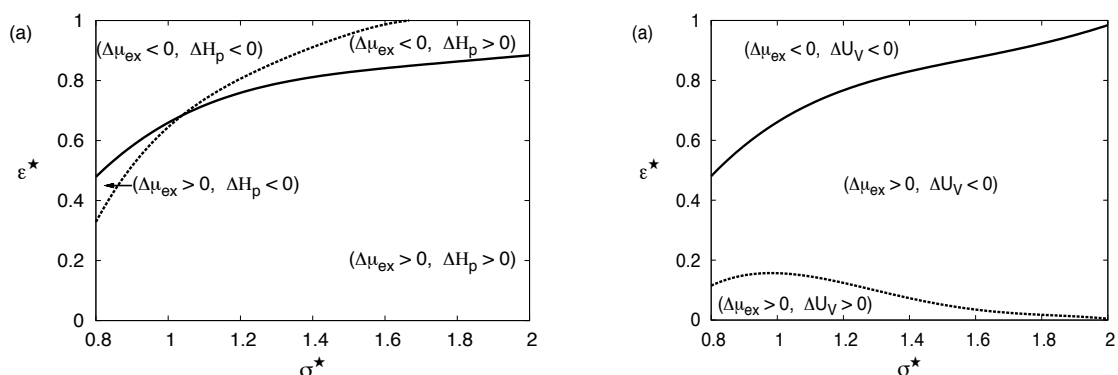 (a)
1
(Δμex < 0, ΔHp < 0)
(Δμex < 0, ΔHp > 0)
0.8
0.6
ε★
0.4
(Δμex > 0, ΔHp < 0)
0.2
(Δμex > 0, ΔHp > 0)
0
0.8 1 1.2 1.4 1.6 1.8 2
σ★
(a)
1
(Δμex < 0, ΔUV < 0)
0.8
0.6
ε★
0.4
(Δμex > 0, ΔUV < 0)
0.2
(Δμex > 0, ΔUV > 0)
0
0.8 1 1.2 1.4 1.6 1.8 2
σ★